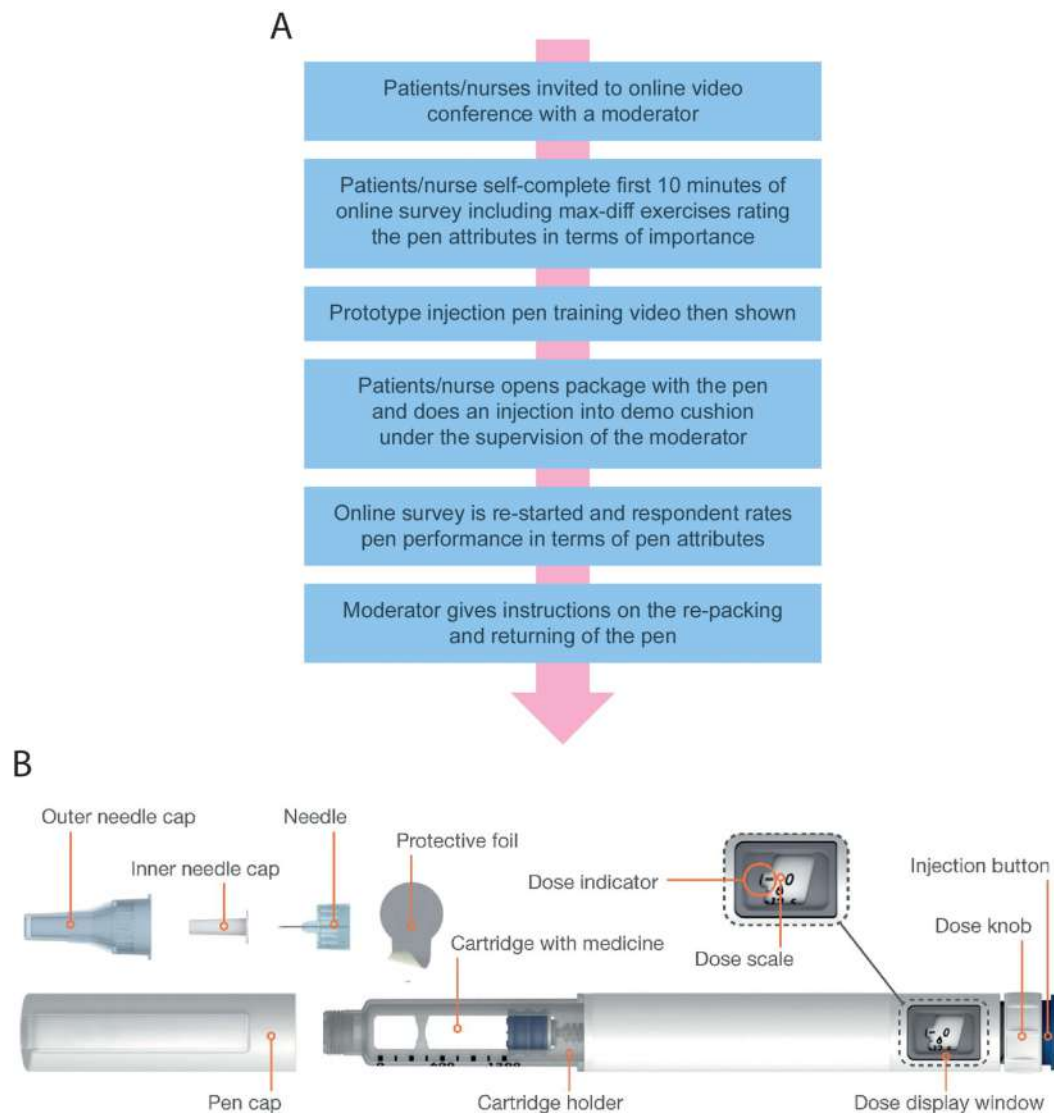 A
Patients/nurses invited to online video
conference with a moderator
Patients/nurse self-complete first 10 minutes of
online survey including max-diff exercises rating
the pen attributes in terms of importance
Prototype injection pen training video then shown
Patients/nurse opens package with the pen
and does an injection into demo cushion
under the supervision of the moderator
Online survey is re-started and respondent rates
pen performance in terms of pen attributes
Moderator gives instructions on the re-packing
and returning of the pen
B
Outer needle cap
Inner needle cap
Needle
Protective foil
Cartridge with medicine
Dose indicator
0
Dose scale
Injection button
Dose knob
0
Pen cap
Cartridge holder
Dose display window